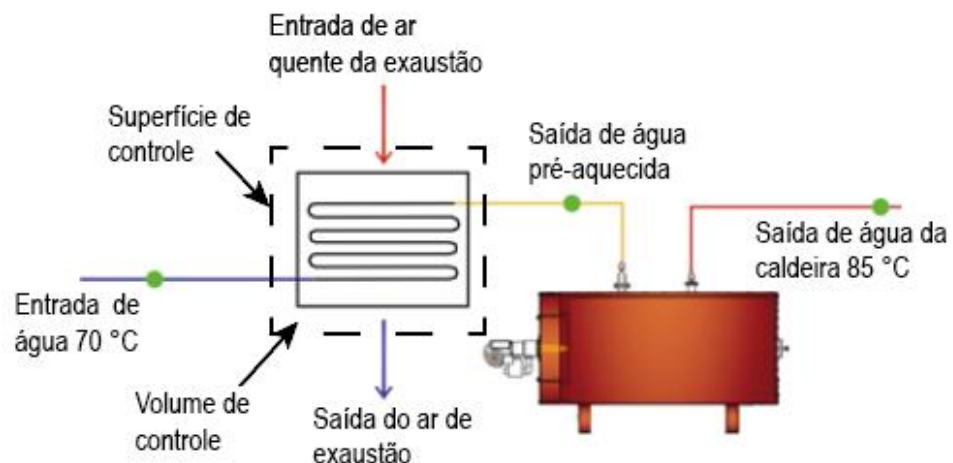 Entrada de ar
quente da exaustão
Superfície de
controle
Saída de água
pré-aquecida
Saída de água da
caldeira 85 °C
Entrada de
água 70 °C
Volume de
controle
Saída do ar de
exaustão